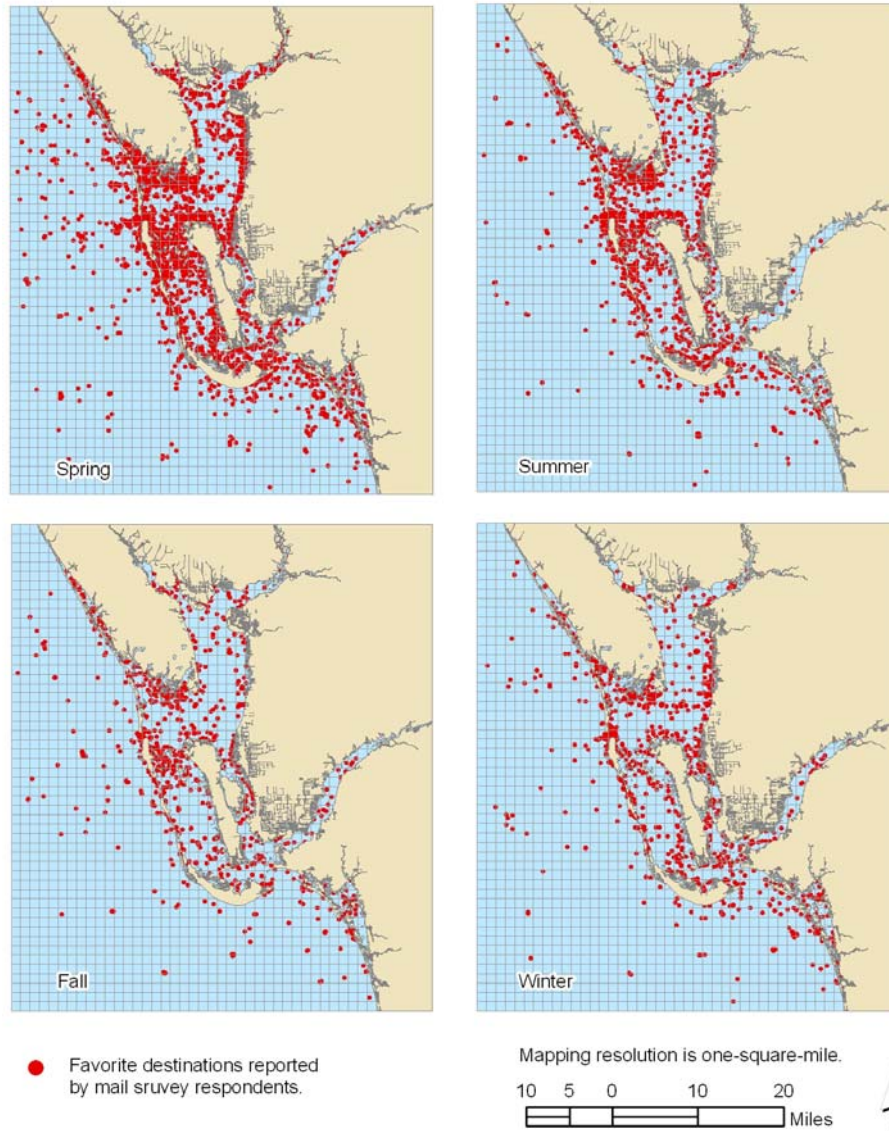 Spring
Summer
Fall
Winter
Favorite destinations reported
by mail sruvey respondents.
Mapping resolution is one-square-mile.
10 5 0 10 20
Miles